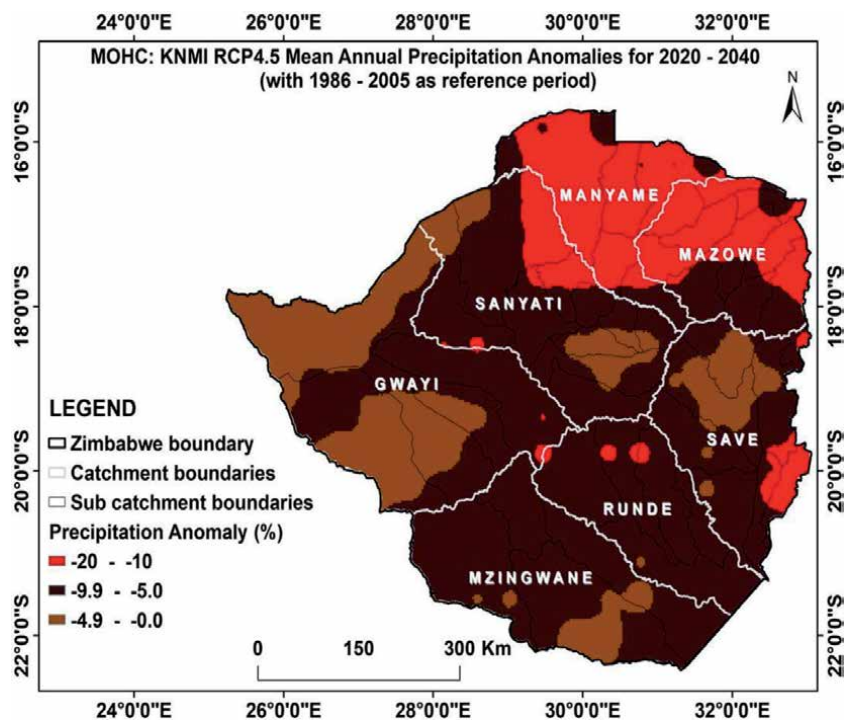 24°0'0"E 26°0'0"E 28°0'0"E 30°0'0"E 32°0'0"E
MOHC: KNMI RCP4.5 Mean Annual Precipitation Anomalies for 2020 - 2040
(with 1986 - 2005 as reference period)
N
16°0'0"S 16°0'0"S
MANYAME
MAZOWE
SANYATI
18°0'0"S 18°0'0"S
GWAYI
LEGEND
Zimbabwe boundary
SAVE
Catchment boundaries
20°0'0"S 20°0'0"S
Sub catchment boundaries
RUNDE
Precipitation Anomaly (%)
-20 - -10
MZINGWANE
-9.9 - -5.0
-4.9 - -0.0
22°0'0"S 22°0'0"S
0 150 300 Km
24°0'0"E 26°0'0"E 28°0'0"E 30°0'0"E 32°0'0"E